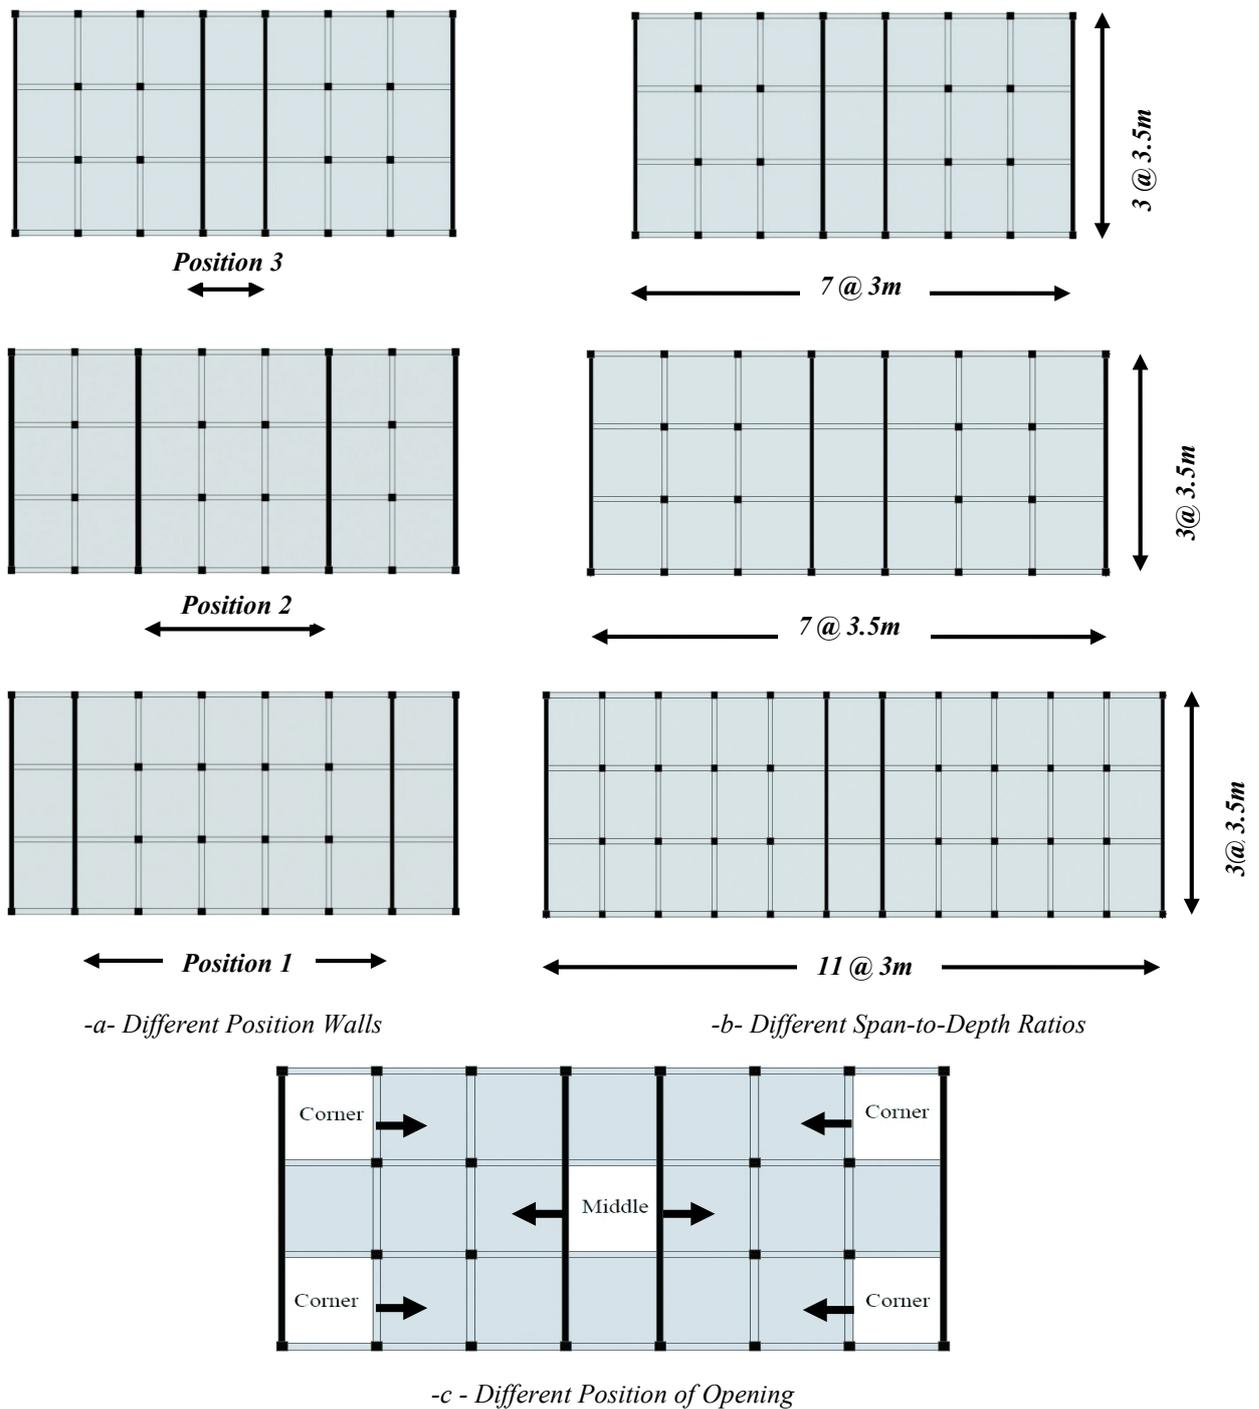 Position 3
3 @ 3.5m
7 @ 3m
Position 2
3@ 3.5m
7 @ 3.5m
Position 1
3@ 3.5m
11 @ 3m
-a- Different Position Walls
-b- Different Span-to-Depth Ratios
Corner
Corner
Middle
Corner
Corner
-c - Different Position of Opening